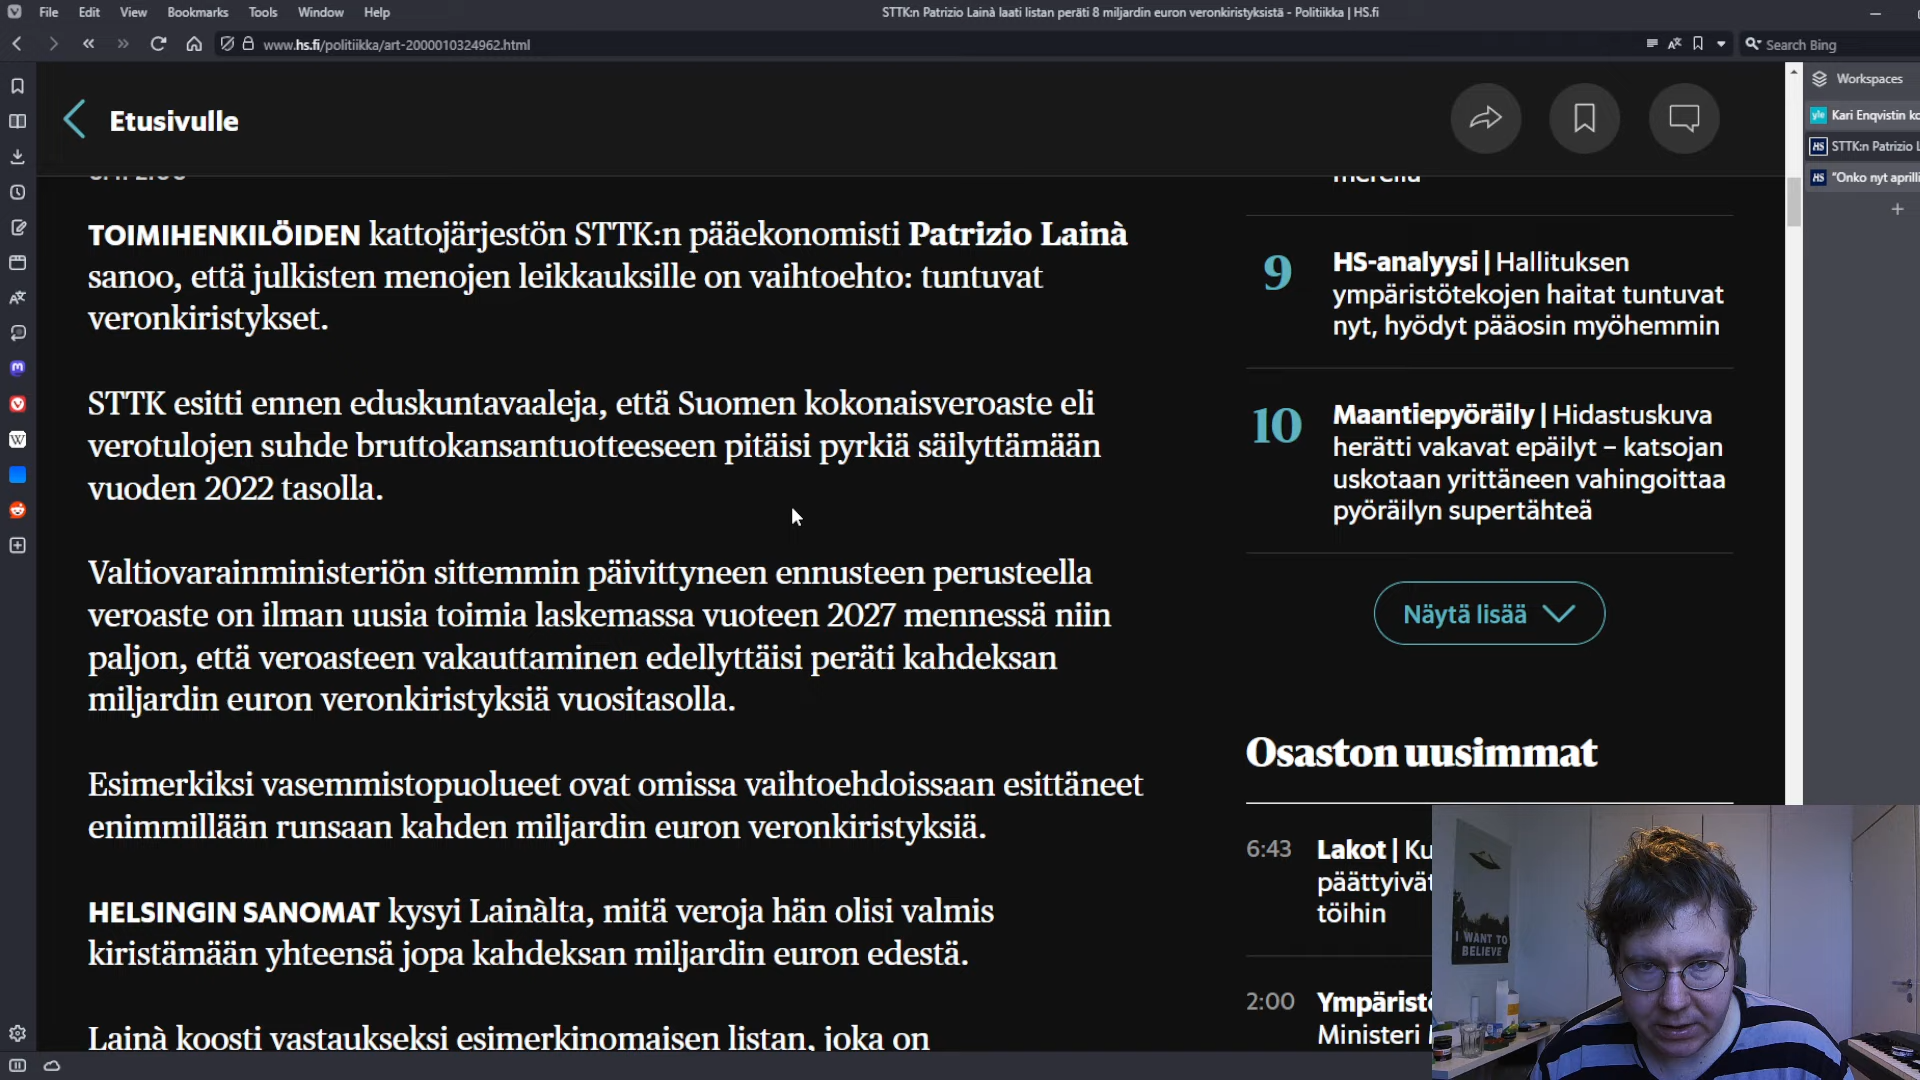 File Edit View Bookmarks Tools Window Help
STTK:n Patrizio Lainà laati listan peräti 8 miljardin euron veronkiristyksistä - Politiikka | HS.fi
www.hs.fi/politiikka/art-2000010324962.html
Search Bing
Workspaces
Kari Enqvistin
STTK:n Patrizio L
"Onko nyt aprilli
Etusivulle
TOIMIHENKILÖIDEN kattojärjestön STTK:n pääekonomisti Patrizio Lainà
sanoo, että julkisten menojen leikkauksille on vaihtoehto: tuntuvat
veronkiristykset.
STTK esitti ennen eduskuntavaaleja, että Suomen kokonaisveroaste eli
verotulojen suhde bruttokansantuotteeseen pitäisi pyrkiä säilyttämään
vuoden 2022 tasolla.
Valtiovarainministeriön sittemmin päivittyneen ennusteen perusteella
veroaste on ilman uusia toimia laskemassa vuoteen 2027 mennessä niin
paljon, että veroasteen vakauttaminen edellyttäisi peräti kahdeksan
miljardin euron veronkiristyksiä vuositasolla.
Esimerkiksi vasemmistopuolueet ovat omissa vaihtoehdoissaan esittäneet
enimmillään runsaan kahden miljardin euron veronkiristyksiä.
HELSINGIN SANOMAT kysyi Lainàlta, mitä veroja hän olisi valmis
kiristämään yhteensä jopa kahdeksan miljardin euron edestä.
Lainà koosti vastaukseksi esimerkinomaisen listan, joka on
merellä
9
HS-analyysi | Hallituksen
ympäristötekojen haitat tuntuvat
nyt, hyödyt pääosin myöhemmin
10
Maantiepyöräily | Hidastuskuva
herätti vakavat epäilyt – katsojan
uskotaan yrittäneen vahingoittaa
pyöräilyn supertähteä
Näytä lisää
Osaston uusimmat
6:43
Lakot | Ku
päättyivät
töihin
2:00
Ympäristö
Ministeri
I WANT TO
BELIEVE